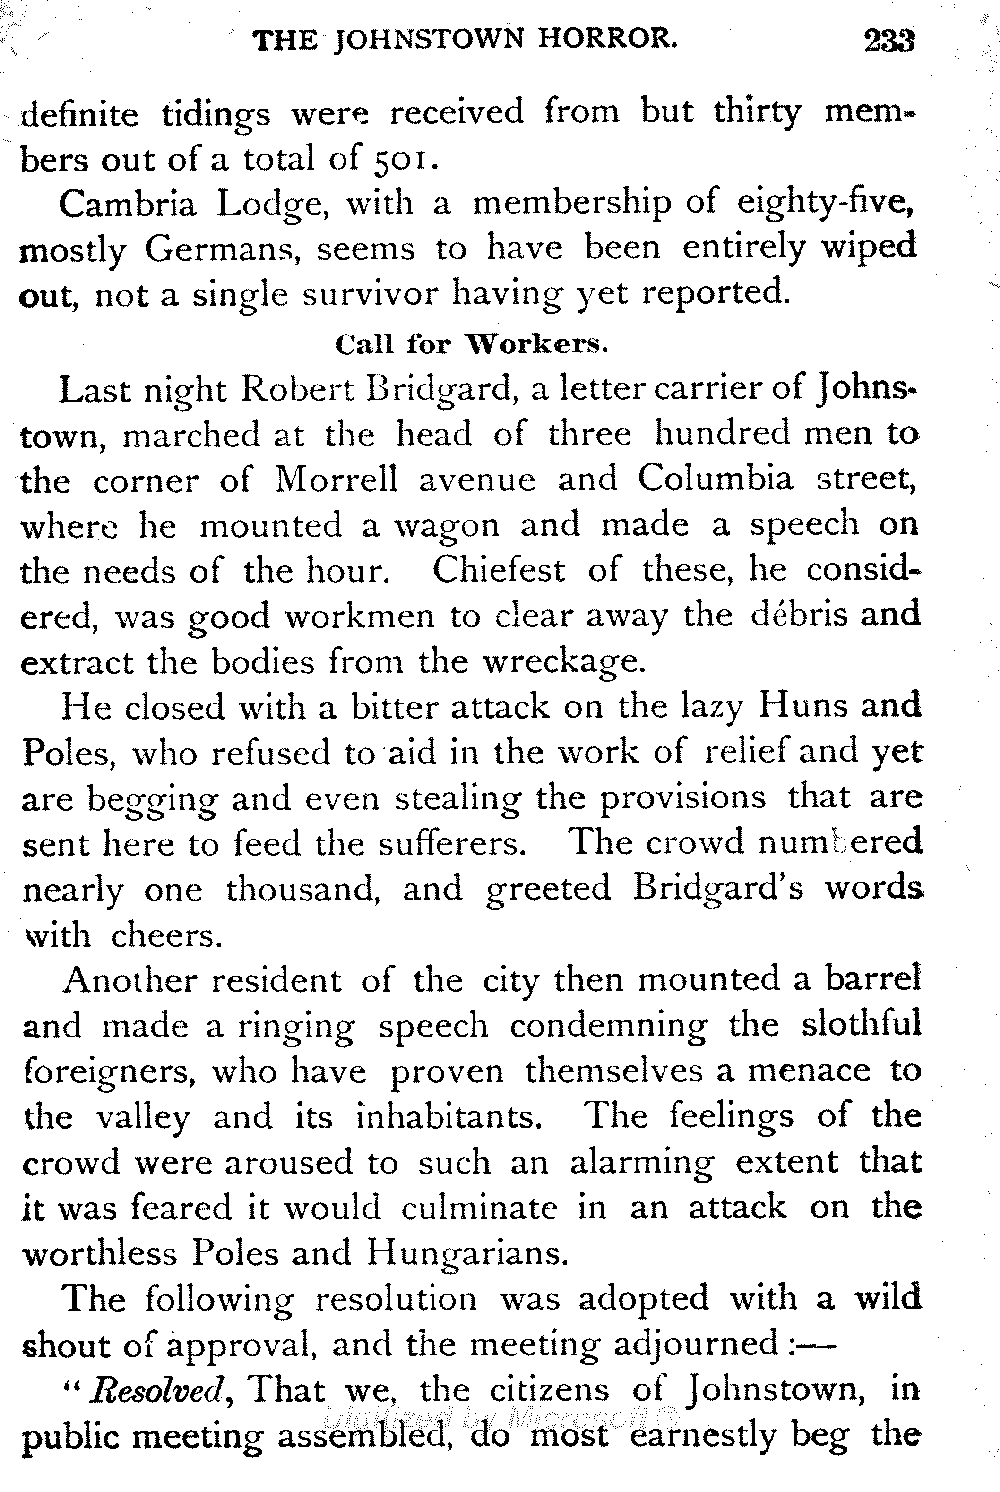 THE JOHNSTOWN HORROR. 233
definite tidings were received from but thirty mem-
bers out of a total of 501.
Cambria Lodge, with a membership of eighty-five,
mostly Germans, seems to have been entirely wiped
out, not a single survivor having yet reported.
Call for Workers.
Last night Robert Bridgard, a letter carrier of Johns-
town, marched at the head of three hundred men to
the corner of Morrell avenue and Columbia street,
where he mounted a wagon and made a speech on
the needs of the hour. Chiefest of these, he consid-
ered, was good workmen to clear away the débris and
extract the bodies from the wreckage.
He closed with a bitter attack on the lazy Huns and
Poles, who refused to aid in the work of relief and yet
are begging and even stealing the provisions that are
sent here to feed the sufferers. The crowd numbered
nearly one thousand, and greeted Bridgard's words
with cheers.
Another resident of the city then mounted a barrel
and made a ringing speech condemning the slothful
foreigners, who have proven themselves a menace to
the valley and its inhabitants. The feelings of the
crowd were aroused to such an alarming extent that
it was feared it would culminate in an attack on the
worthless Poles and Hungarians.
The following resolution was adopted with a wild
shout of approval, and the meeting adjourned :—
" Resolved, That we, the citizens of Johnstown, in
public meeting assembled, do most earnestly beg the
Digitized by Microsoft®